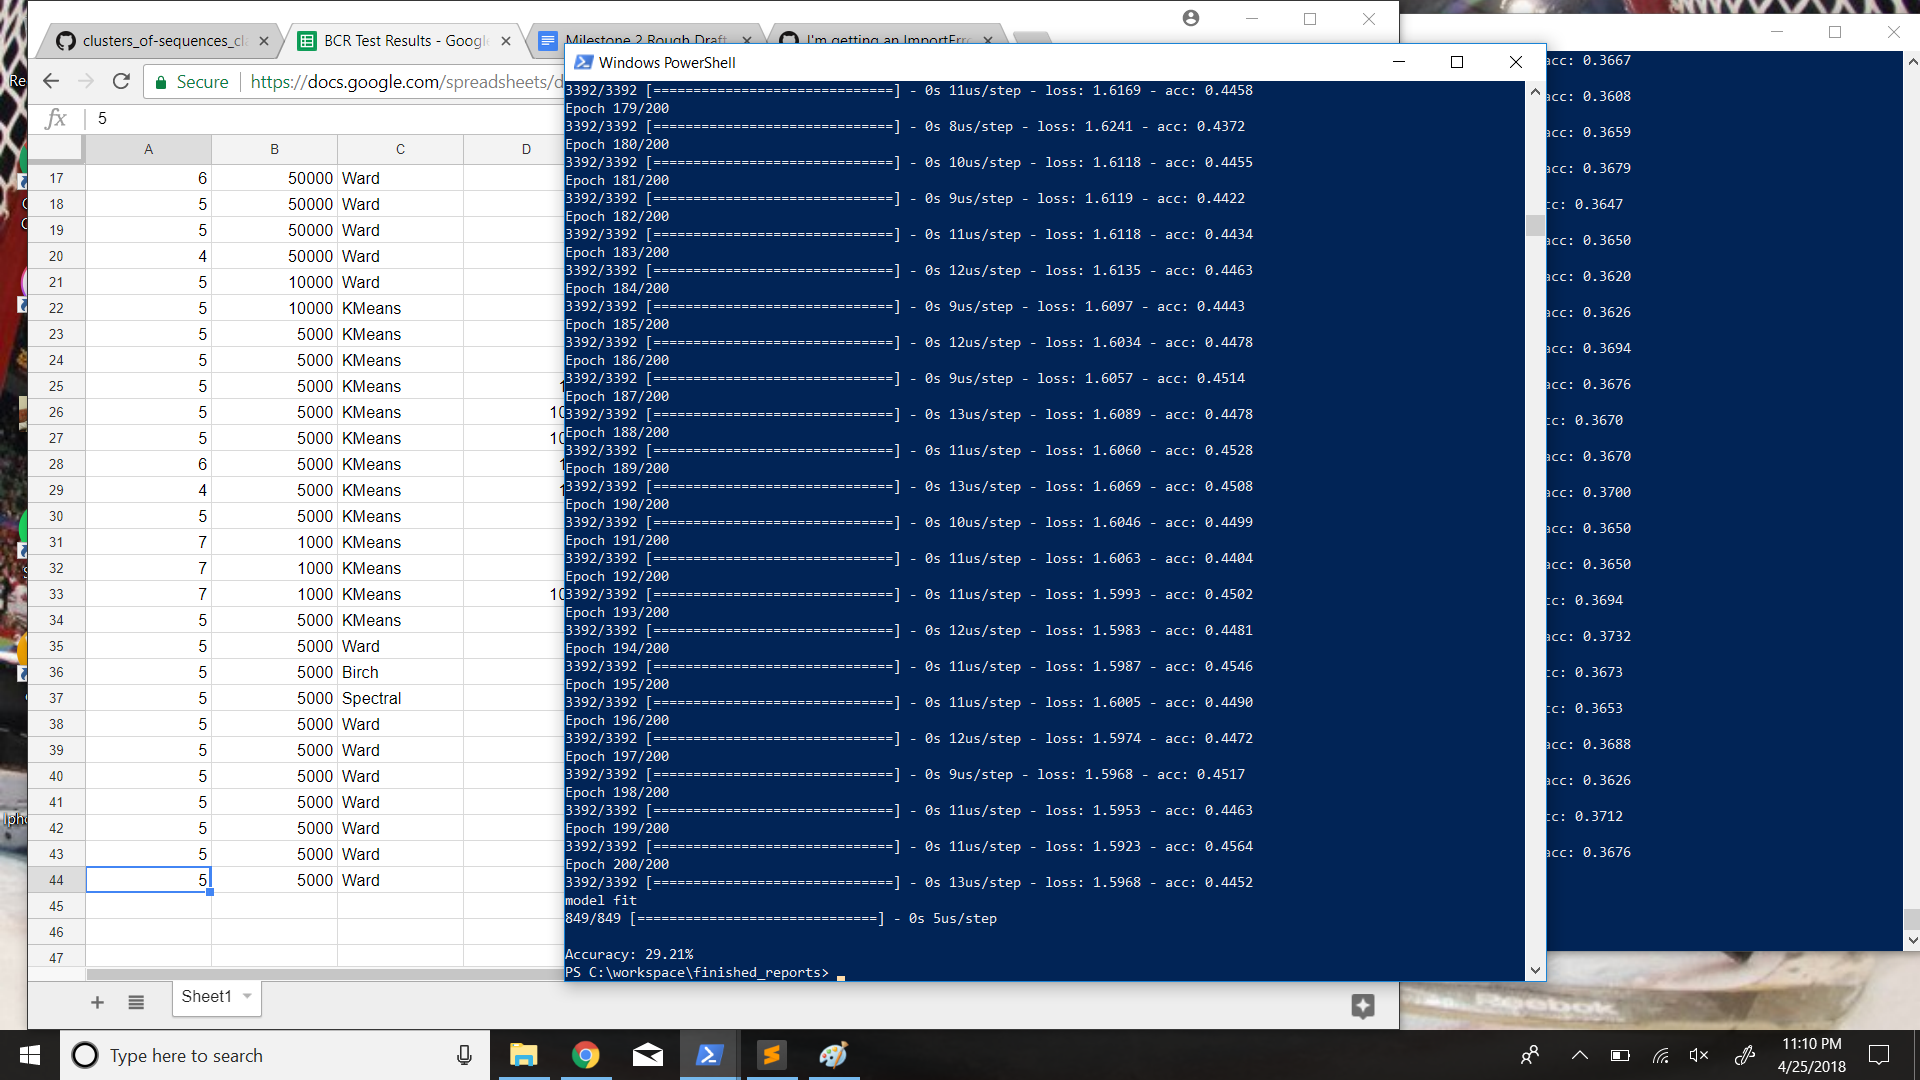 clusters_of-sequences_cl
BCR Test Results - Google
Milestone 2 Rough Draft
I'm getting an ImportErr
Secure
https://docs.google.com/spreadsheets/d
fx
5
A B C D
17 6 50000 Ward
18 5 50000 Ward
19 5 50000 Ward
20 4 50000 Ward
21 5 10000 Ward
22 5 10000 KMeans
23 5 5000 KMeans
24 5 5000 KMeans
25 5 5000 KMeans 1
26 5 5000 KMeans 10
27 5 5000 KMeans 10
28 6 5000 KMeans 1
29 4 5000 KMeans 1
30 5 5000 KMeans
31 7 1000 KMeans
32 7 1000 KMeans
33 7 1000 KMeans 10
34 5 5000 KMeans
35 5 5000 Ward
36 5 5000 Birch
37 5 5000 Spectral
38 5 5000 Ward
39 5 5000 Ward
40 5 5000 Ward
41 5 5000 Ward
42 5 5000 Ward
43 5 5000 Ward
44 5 5000 Ward
45
46
47
Sheet1
Windows PowerShell
3392/3392 [==============================] - 0s 11us/step - loss: 1.6169 - acc: 0.4458
Epoch 179/200
3392/3392 [==============================] - 0s 8us/step - loss: 1.6241 - acc: 0.4372
Epoch 180/200
3392/3392 [==============================] - 0s 10us/step - loss: 1.6118 - acc: 0.4455
Epoch 181/200
3392/3392 [==============================] - 0s 9us/step - loss: 1.6119 - acc: 0.4422
Epoch 182/200
3392/3392 [==============================] - 0s 11us/step - loss: 1.6118 - acc: 0.4434
Epoch 183/200
3392/3392 [==============================] - 0s 12us/step - loss: 1.6135 - acc: 0.4463
Epoch 184/200
3392/3392 [==============================] - 0s 9us/step - loss: 1.6097 - acc: 0.4443
Epoch 185/200
3392/3392 [==============================] - 0s 12us/step - loss: 1.6034 - acc: 0.4478
Epoch 186/200
3392/3392 [==============================] - 0s 9us/step - loss: 1.6057 - acc: 0.4514
Epoch 187/200
3392/3392 [==============================] - 0s 13us/step - loss: 1.6089 - acc: 0.4478
Epoch 188/200
3392/3392 [==============================] - 0s 11us/step - loss: 1.6060 - acc: 0.4528
Epoch 189/200
3392/3392 [==============================] - 0s 13us/step - loss: 1.6069 - acc: 0.4508
Epoch 190/200
3392/3392 [==============================] - 0s 10us/step - loss: 1.6046 - acc: 0.4499
Epoch 191/200
3392/3392 [==============================] - 0s 11us/step - loss: 1.6063 - acc: 0.4404
Epoch 192/200
3392/3392 [==============================] - 0s 11us/step - loss: 1.5993 - acc: 0.4502
Epoch 193/200
3392/3392 [==============================] - 0s 12us/step - loss: 1.5983 - acc: 0.4481
Epoch 194/200
3392/3392 [==============================] - 0s 11us/step - loss: 1.5987 - acc: 0.4546
Epoch 195/200
3392/3392 [==============================] - 0s 11us/step - loss: 1.6005 - acc: 0.4490
Epoch 196/200
3392/3392 [==============================] - 0s 12us/step - loss: 1.5974 - acc: 0.4472
Epoch 197/200
3392/3392 [==============================] - 0s 9us/step - loss: 1.5968 - acc: 0.4517
Epoch 198/200
3392/3392 [==============================] - 0s 11us/step - loss: 1.5953 - acc: 0.4463
Epoch 199/200
3392/3392 [==============================] - 0s 11us/step - loss: 1.5923 - acc: 0.4564
Epoch 200/200
3392/3392 [==============================] - 0s 13us/step - loss: 1.5968 - acc: 0.4452
model fit
849/849 [==============================] - 0s 5us/step
Accuracy: 29.21%
PS C:\workspace\finished_reports>
acc: 0.3667
acc: 0.3608
acc: 0.3659
acc: 0.3679
cc: 0.3647
acc: 0.3650
acc: 0.3620
acc: 0.3626
acc: 0.3694
acc: 0.3676
cc: 0.3670
acc: 0.3670
acc: 0.3700
acc: 0.3650
acc: 0.3650
cc: 0.3694
acc: 0.3732
cc: 0.3673
cc: 0.3653
acc: 0.3688
acc: 0.3626
cc: 0.3712
acc: 0.3676
Reebok
Re
Iph
Type here to search
11:10 PM
4/25/2018